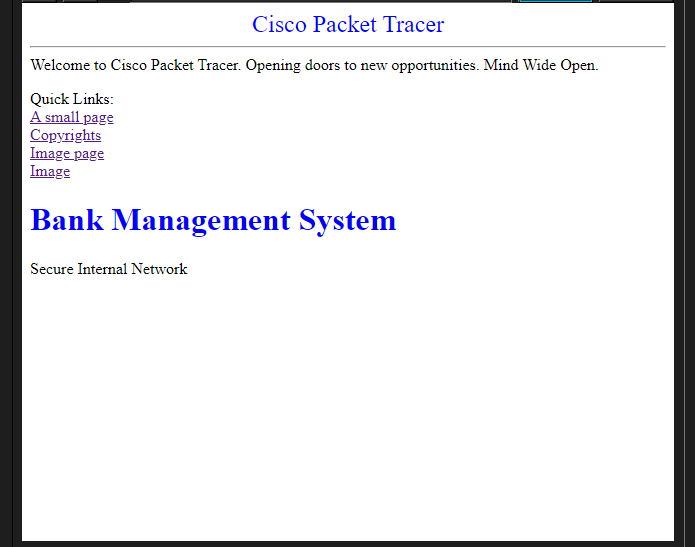 Cisco Packet Tracer
Welcome to Cisco Packet Tracer. Opening doors to new opportunities. Mind Wide Open.
Quick Links:
A small page
Copyrights
Image page
Image
Bank Management System
Secure Internal Network